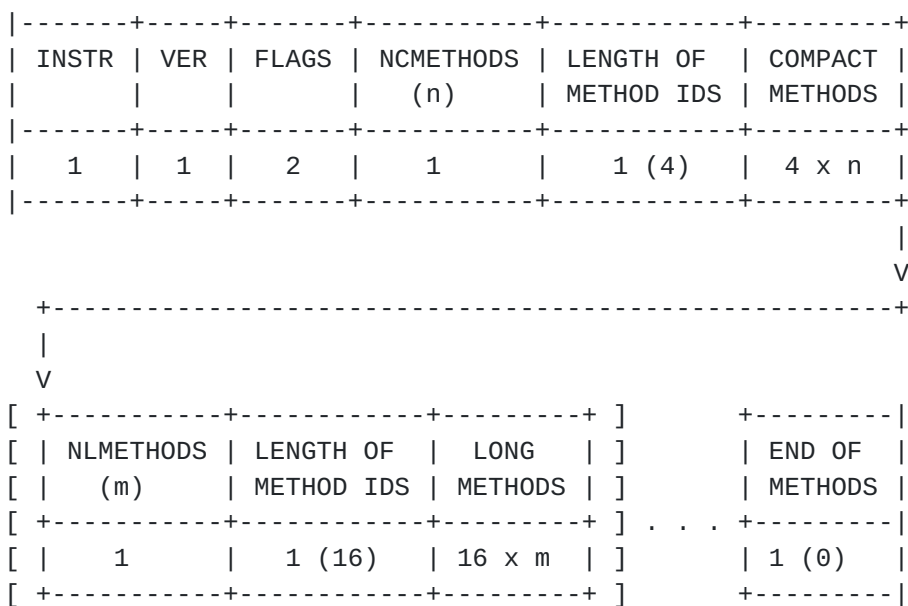 |-------+-----+-------+-----------+------------+---------+
| INSTR | VER | FLAGS | NCMETHODS | LENGTH OF  | COMPACT |
|       |     |       |    (n)    | METHOD IDS | METHODS |
|-------+-----+-------+-----------+------------+---------+
|   1   |  1  |   2   |     1     |    1 (4)   |  4 x n  |
|-------+-----+-------+-----------+------------+---------+
                                                          |
                                                          V
  +-------------------------------------------------------+
  |
  V
[ +-----------+------------+---------+ ]       +---------|
[ | NLMETHODS | LENGTH OF  |  LONG   | ]       | END OF  |
[ |    (m)    | METHOD IDS | METHODS | ]       | METHODS |
[ +-----------+------------+---------+ ] . . . +---------|
[ |     1     |   1 (16)   | 16 x m  | ]       | 1 (0)   |
[ +-----------+------------+---------+ ]       +---------|